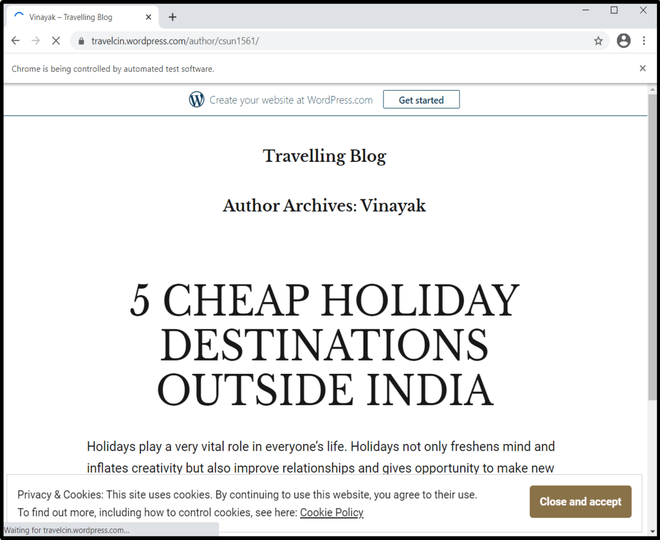 Vinayak – Travelling Blog
travelcin.wordpress.com/author/csun1561/
Chrome is being controlled by automated test software.
Create your website at WordPress.com
Get started
Travelling Blog
Author Archives: Vinayak
5 CHEAP HOLIDAY
DESTINATIONS
OUTSIDE INDIA
Holidays play a very vital role in everyone's life. Holidays not only freshens mind and
inflates creativity but also improve relationships and gives opportunity to make new
Privacy & Cookies: This site uses cookies. By continuing to use this website, you agree to their use.
To find out more, including how to control cookies, see here: Cookie Policy
Close and accept
Waiting for travelcin.wordpress.com...